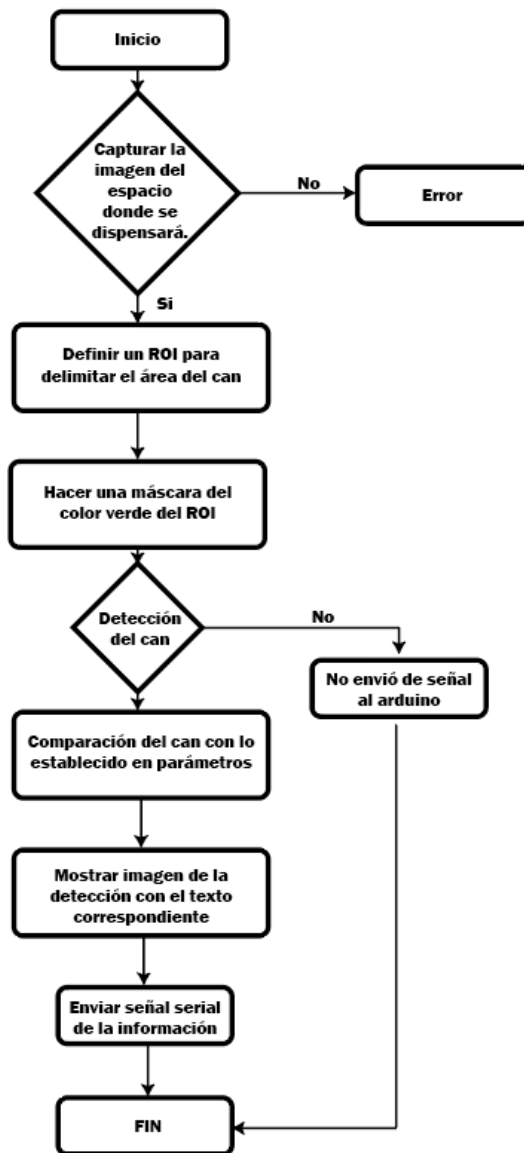 Inicio
Capturar la
imagen del
espacio
donde se
dispensará.
No
Error
Si
Definir un ROI para
delimitar el área del can
Hacer una máscara del
color verde del ROI
Detección
del can
No
No envió de señal
al arduino
Comparación del can con lo
establecido en parámetros
Mostrar imagen de la
detección con el texto
correspondiente
Enviar señal serial
de la información
FIN